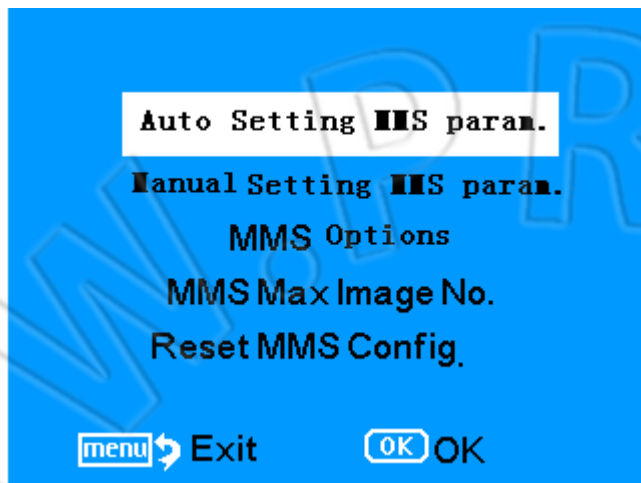 Auto Setting MMS param.
Manual Setting MMS param.
MMS Options
MMS Max Image No.
Reset MMS Config.
menu Exit OK OK
W.PR